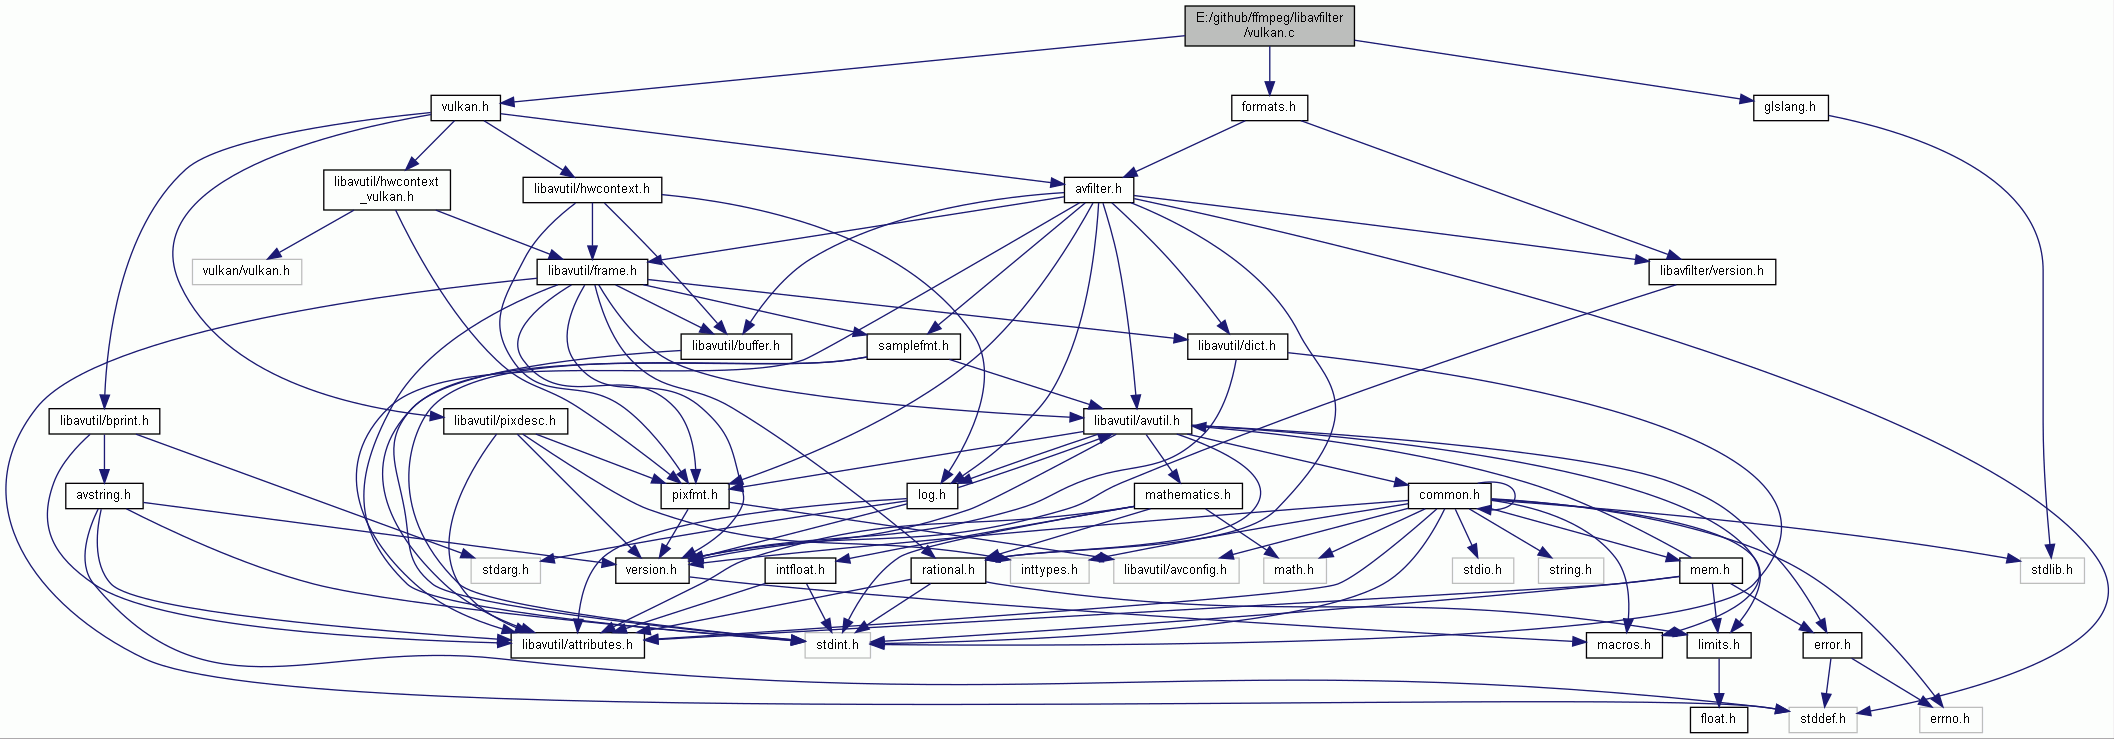 E:/github/ffmpeg/libavfilter
/vulkan.c
vulkan.h
formats.h
glslang.h
libavutil/hwcontext
_vulkan.h
libavutil/hwcontext.h
avfilter.h
vulkan/vulkan.h
libavutil/frame.h
libavfilter/version.h
libavutil/buffer.h
samplefmt.h
libavutil/dict.h
libavutil/bprint.h
libavutil/pixdesc.h
libavutil/avutil.h
avstring.h
pixfmt.h
log.h
mathematics.h
common.h
stdarg.h
version.h
intfloat.h
rational.h
inttypes.h
libavutil/avconfig.h
math.h
stdio.h
string.h
mem.h
stdlib.h
libavutil/attributes.h
stdint.h
macros.h
limits.h
error.h
float.h
stddef.h
errno.h